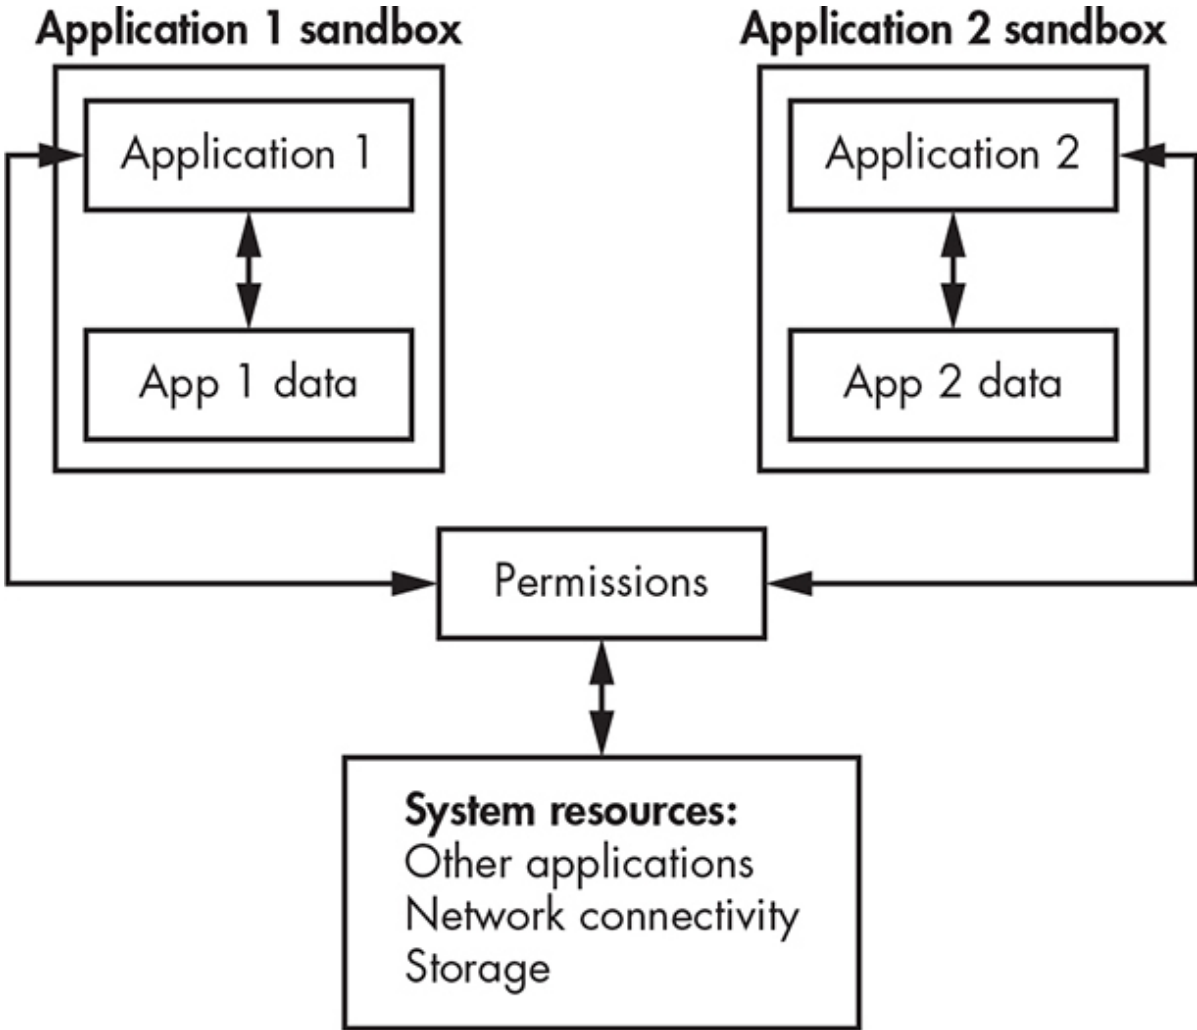 Application 1 sandbox
Application 2 sandbox
Application 1
Application 2
App 1 data
App 2 data
Permissions
System resources:
Other applications
Network connectivity
Storage